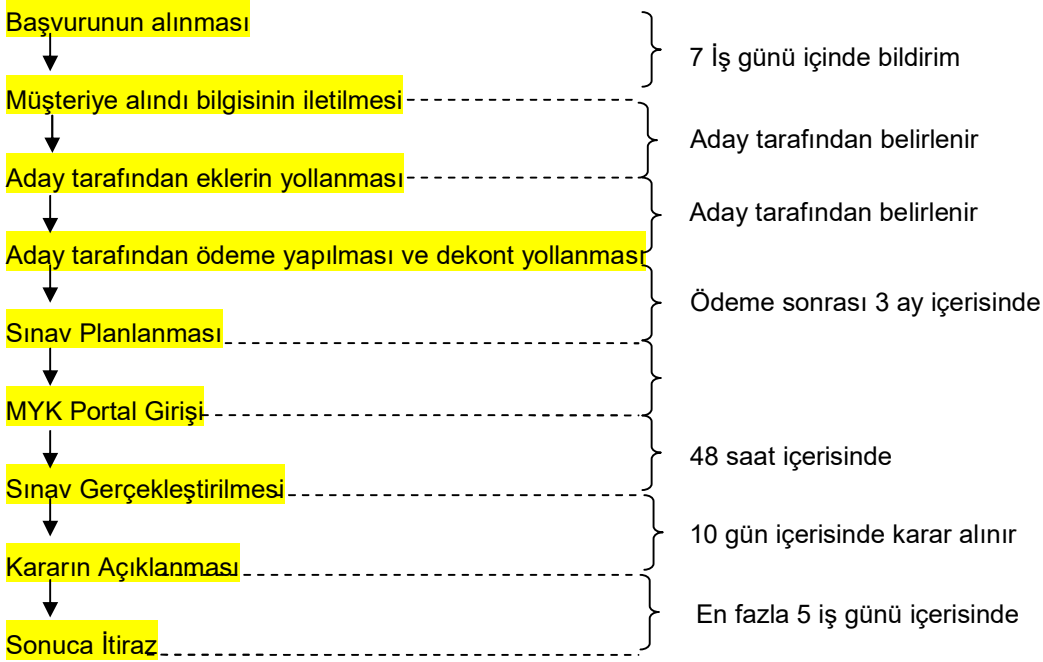 Başvurunun alınması
7 İş günü içinde bildirim
Müşteriye alındı bilgisinin iletilmesi
Aday tarafından belirlenir
Aday tarafından eklerin yollanması
Aday tarafından belirlenir
Aday tarafından ödeme yapılması ve dekont yollanması
Ödeme sonrası 3 ay içerisinde
Sınav Planlanması
MYK Portal Girişi
48 saat içerisinde
Sınav Gerçekleştirilmesi
10 gün içerisinde karar alınır
Kararın Açıklanması
En fazla 5 iş günü içerisinde
Sonuca İtiraz